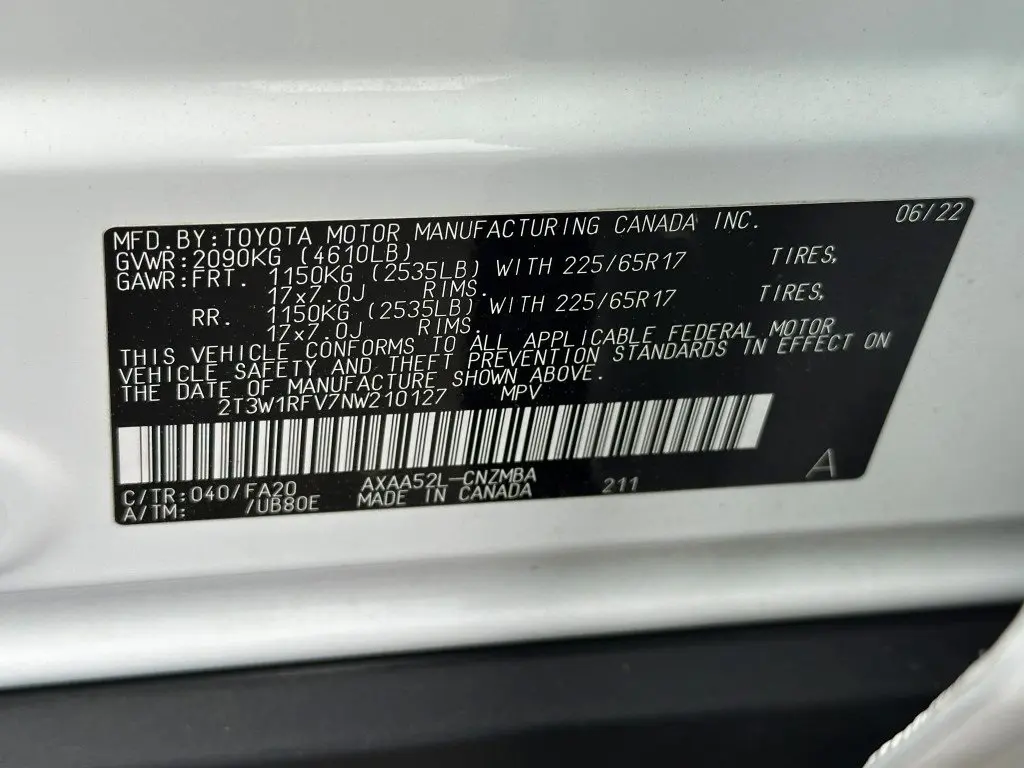 MFD.BY:TOYOTA MOTOR MANUFACTURING CANADA INC. 06/22
GVWR:2090KG (4610LB)
GAWR:FRT. 1150KG (2535LB) WITH 225/65R17 TIRES,
17x7.0J RIMS.
RR. 1150KG (2535LB) WITH 225/65R17 TIRES,
17x7.0J RIMS.
THIS VEHICLE CONFORMS TO ALL APPLICABLE FEDERAL MOTOR
VEHICLE SAFETY AND THEFT PREVENTION STANDARDS IN EFFECT ON
THE DATE OF MANUFACTURE SHOWN ABOVE.
2T3W1RFV7NW210127 MPV
C/TR:040/FA20 AXAA52L-CNZMBA 211 A
A/TM: /UB80E MADE IN CANADA